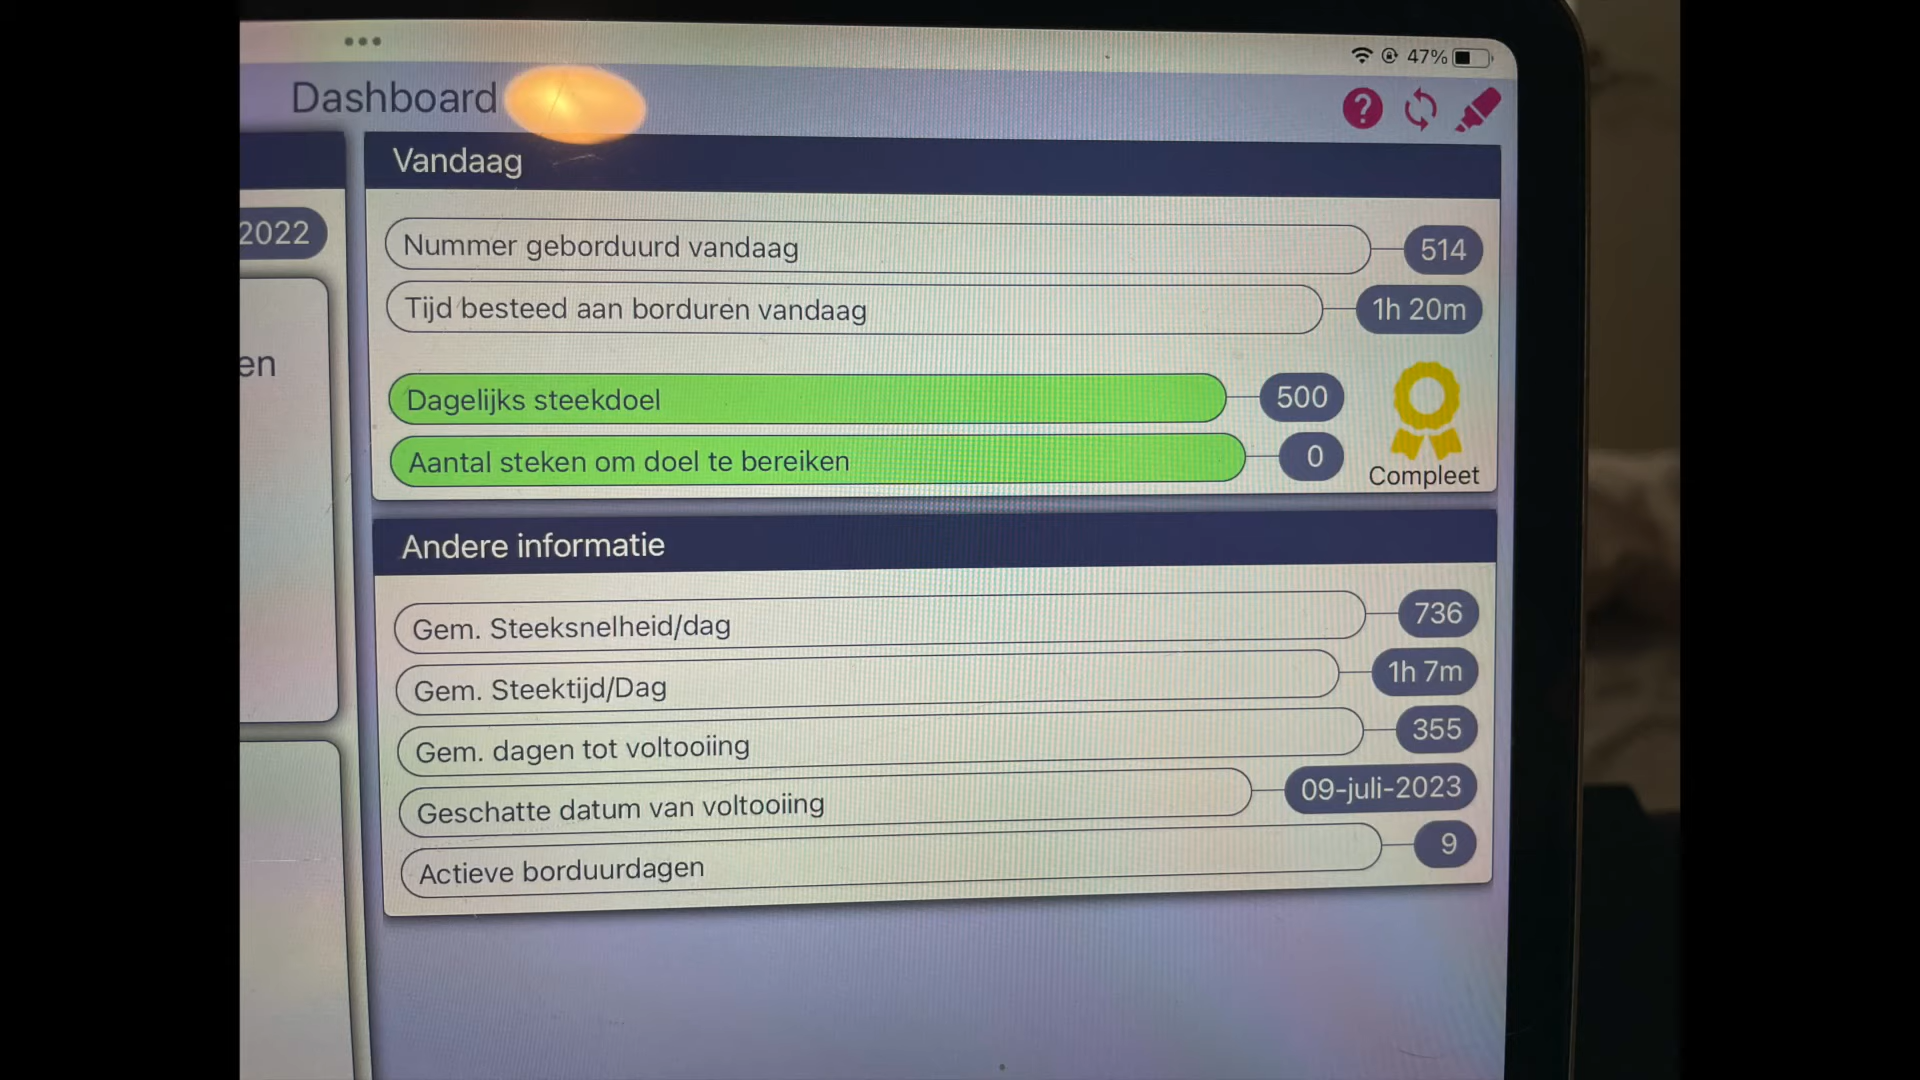 47%
Dashboard
2022
en
Vandaag
Nummer geborduurd vandaag 514
Tijd besteed aan borduren vandaag 1h 20m
Dagelijks steekdoel 500
Aantal steken om doel te bereiken 0
Compleet
Andere informatie
Gem. Steeksnelheid/dag 736
Gem. Steektijd/Dag 1h 7m
Gem. dagen tot voltooiing 355
Geschatte datum van voltooiing 09-juli-2023
Actieve borduurdagen 9